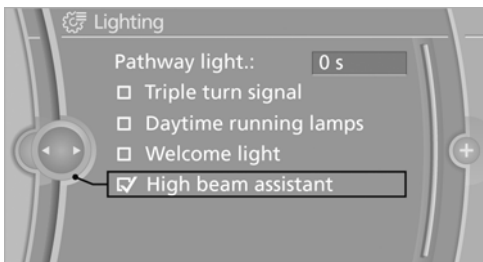 Lighting
Pathway light.: 0 s
Triple turn signal
Daytime running lamps
Welcome light
High beam assistant